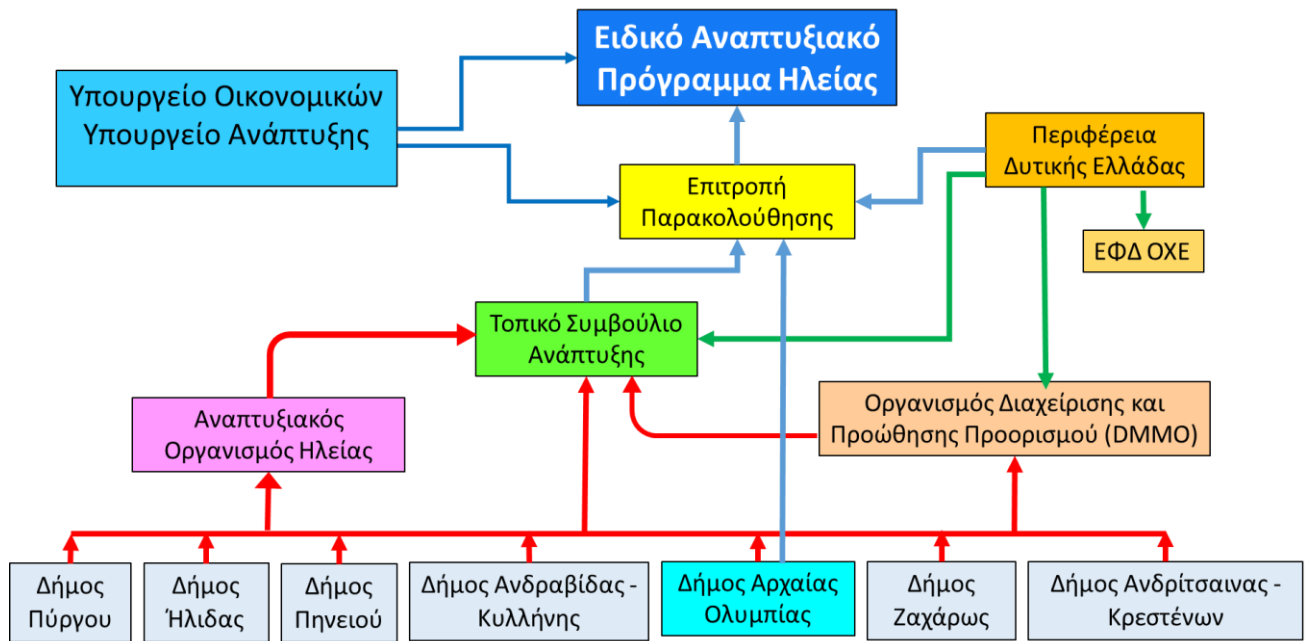 Ειδικό Αναπτυξιακό
Πρόγραμμα Ηλείας
Υπουργείο Οικονομικών
Υπουργείο Ανάπτυξης
Περιφέρεια
Δυτικής Ελλάδας
Επιτροπή
Παρακολούθησης
ΕΦΔ ΟΧΕ
Τοπικό Συμβούλιο
Ανάπτυξης
Αναπτυξιακός
Οργανισμός Ηλείας
Οργανισμός Διαχείρισης και
Προώθησης Προορισμού (DMMO)
Δήμος
Πύργου
Δήμος
Ήλιδας
Δήμος
Πηνειού
Δήμος Ανδραβίδας -
Κυλλήνης
Δήμος Αρχαίας
Ολυμπίας
Δήμος
Ζαχάρως
Δήμος Ανδρίτσαινας -
Κρεστένων